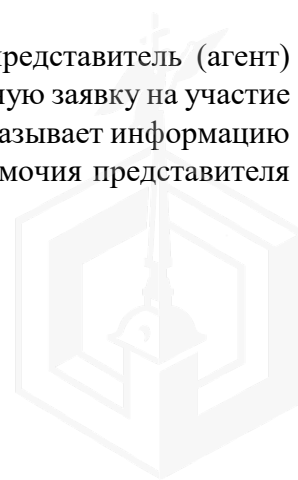 представитель (агент)
ную заявку на участие
азывает информацию
мочия представителя